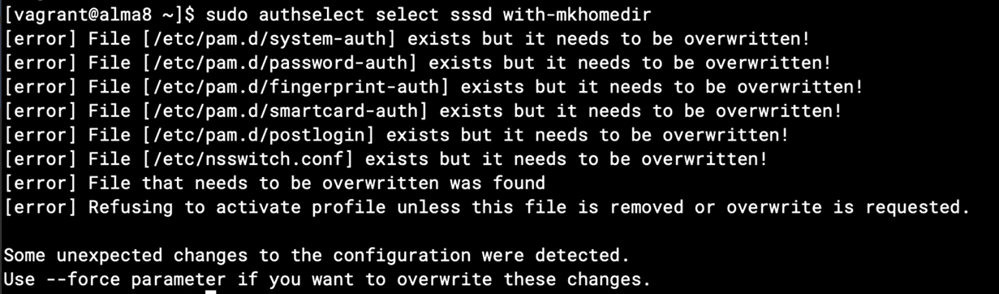 [vagrant@alma8 ~]$ sudo authselect select sssd with-mkhomedir
[error] File [/etc/pam.d/system-auth] exists but it needs to be overwritten!
[error] File [/etc/pam.d/password-auth] exists but it needs to be overwritten!
[error] File [/etc/pam.d/fingerprint-auth] exists but it needs to be overwritten!
[error] File [/etc/pam.d/smartcard-auth] exists but it needs to be overwritten!
[error] File [/etc/pam.d/postlogin] exists but it needs to be overwritten!
[error] File [/etc/nsswitch.conf] exists but it needs to be overwritten!
[error] File that needs to be overwritten was found
[error] Refusing to activate profile unless this file is removed or overwrite is requested.
Some unexpected changes to the configuration were detected.
Use --force parameter if you want to overwrite these changes.